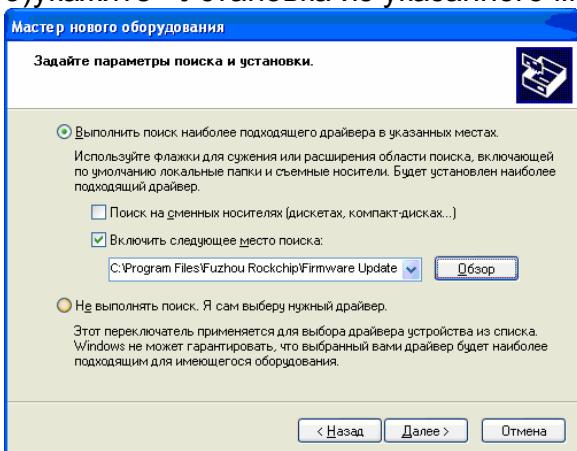 Мастер нового оборудования
Задайте параметры поиска и установки.
Выполнить поиск наиболее подходящего драйвера в указанных местах.
Используйте флажки для сужения или расширения области поиска, включающей
по умолчанию локальные папки и съемные носители. Будет установлен наиболее
подходящий драйвер.
Поиск на сменных носителях (дискетах, компакт-дисках...)
Включить следующее место поиска:
C:\Program Files\Fuzhou Rockchip\Firmware Update
Обзор
Не выполнять поиск. Я сам выберу нужный драйвер.
Этот переключатель применяется для выбора драйвера устройства из списка.
Windows не может гарантировать, что выбранный вами драйвер будет наиболее
подходящим для имеющегося оборудования.
< Назад Далее > Отмена